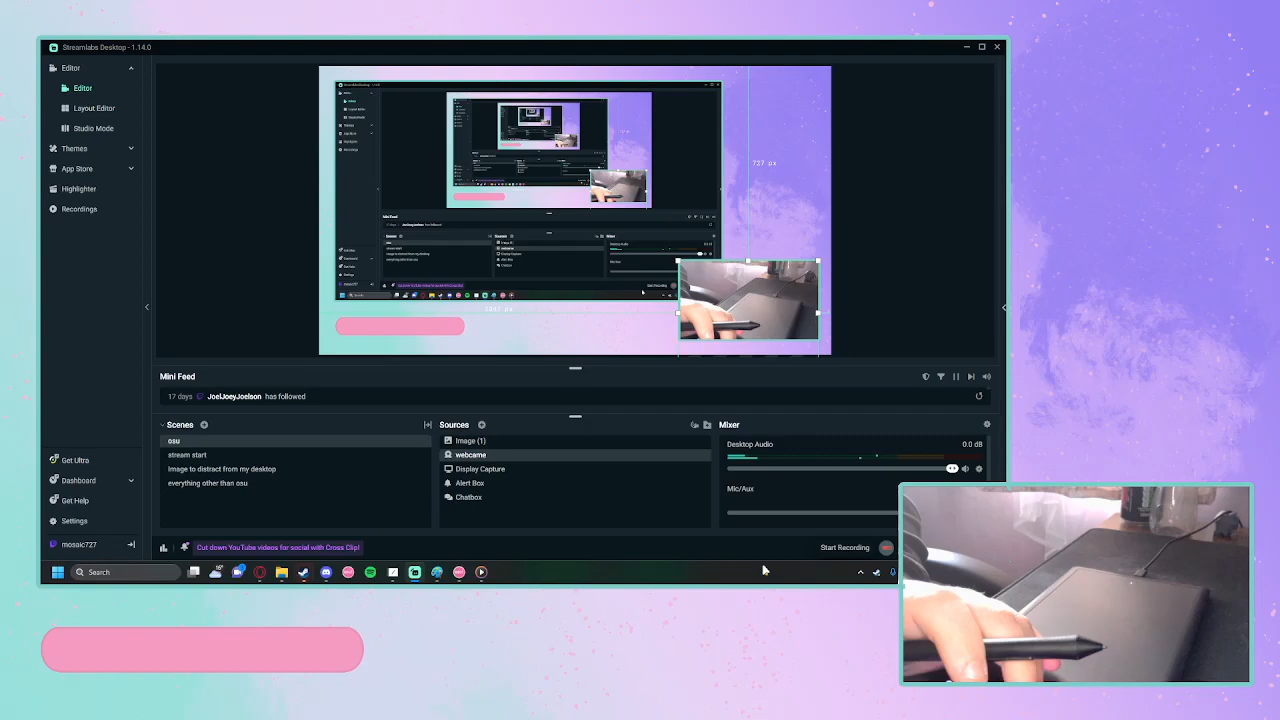 Streamlabs Desktop - 1.14.0
Editor
Editor
Layout Editor
Studio Mode
Themes
App Store
Highlighter
Recordings
727 px
Mini Feed
17 days JoelJoeyJoelson has followed
Scenes
osu
stream start
Image to distract from my desktop
everything other than osu
Sources
Image (1)
webcame
Display Capture
Alert Box
Chatbox
Mixer
Desktop Audio 0.0 dB
Mic/Aux
Get Ultra
Dashboard
Get Help
Settings
mosaic727
Cut down YouTube videos for social with Cross Clip!
Start Recording
Search